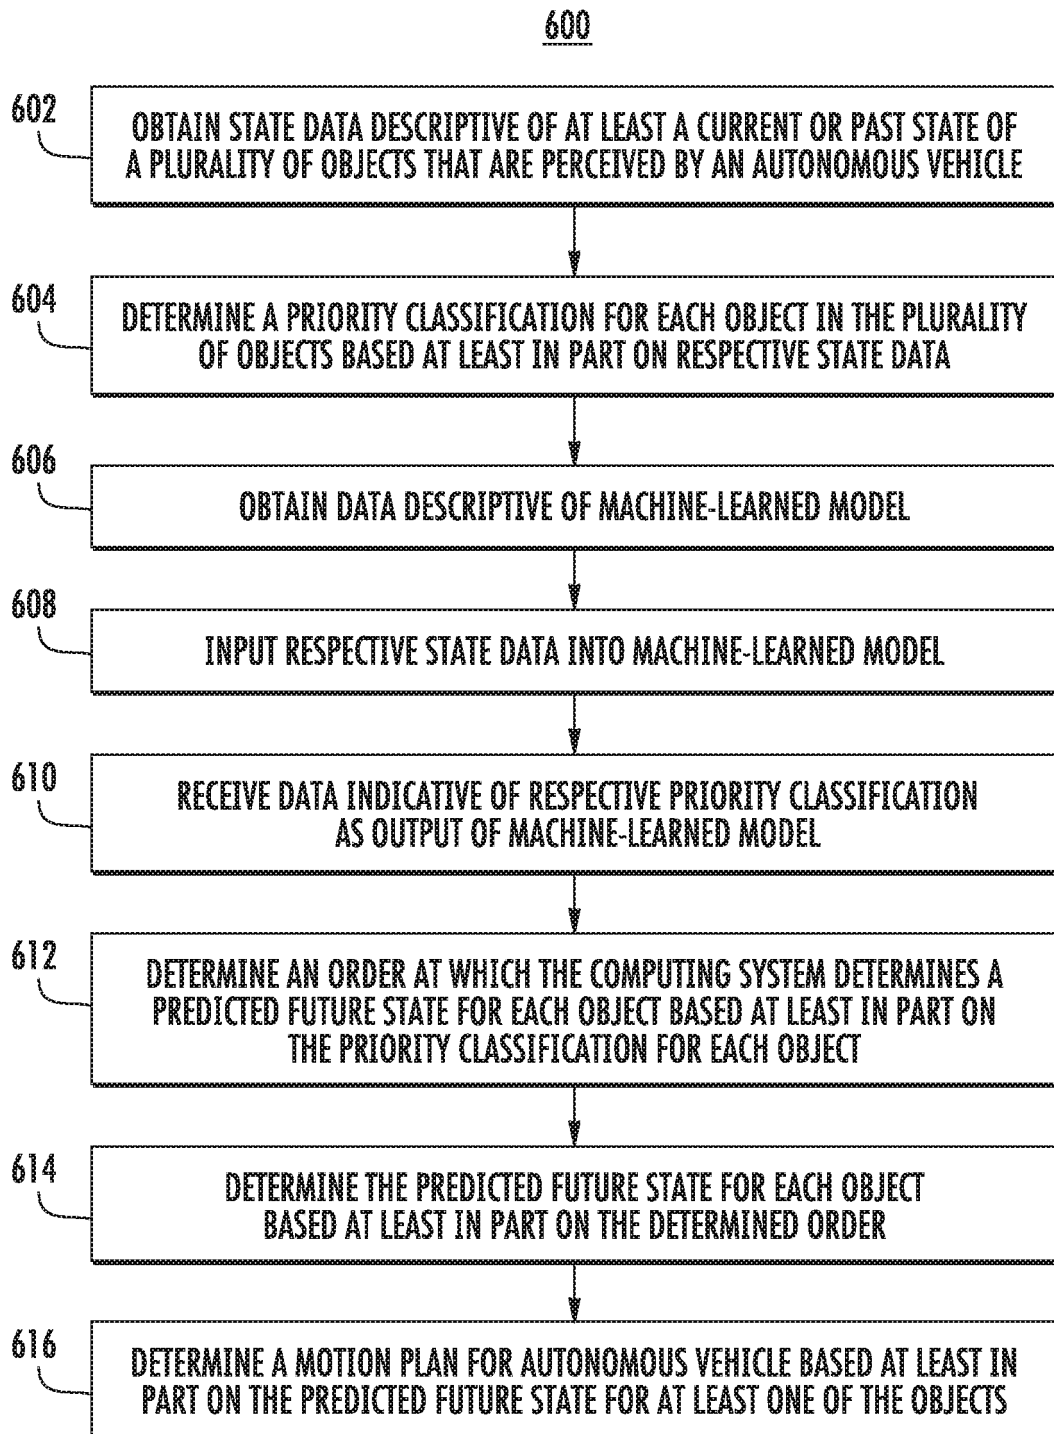 600
602
OBTAIN STATE DATA DESCRIPTIVE OF AT LEAST A CURRENT OR PAST STATE OF
A PLURALITY OF OBJECTS THAT ARE PERCEIVED BY AN AUTONOMOUS VEHICLE
604
DETERMINE A PRIORITY CLASSIFICATION FOR EACH OBJECT IN THE PLURALITY
OF OBJECTS BASED AT LEAST IN PART ON RESPECTIVE STATE DATA
606
OBTAIN DATA DESCRIPTIVE OF MACHINE-LEARNED MODEL
608
INPUT RESPECTIVE STATE DATA INTO MACHINE-LEARNED MODEL
610
RECEIVE DATA INDICATIVE OF RESPECTIVE PRIORITY CLASSIFICATION
AS OUTPUT OF MACHINE-LEARNED MODEL
612
DETERMINE AN ORDER AT WHICH THE COMPUTING SYSTEM DETERMINES A
PREDICTED FUTURE STATE FOR EACH OBJECT BASED AT LEAST IN PART ON
THE PRIORITY CLASSIFICATION FOR EACH OBJECT
614
DETERMINE THE PREDICTED FUTURE STATE FOR EACH OBJECT
BASED AT LEAST IN PART ON THE DETERMINED ORDER
616
DETERMINE A MOTION PLAN FOR AUTONOMOUS VEHICLE BASED AT LEAST IN
PART ON THE PREDICTED FUTURE STATE FOR AT LEAST ONE OF THE OBJECTS